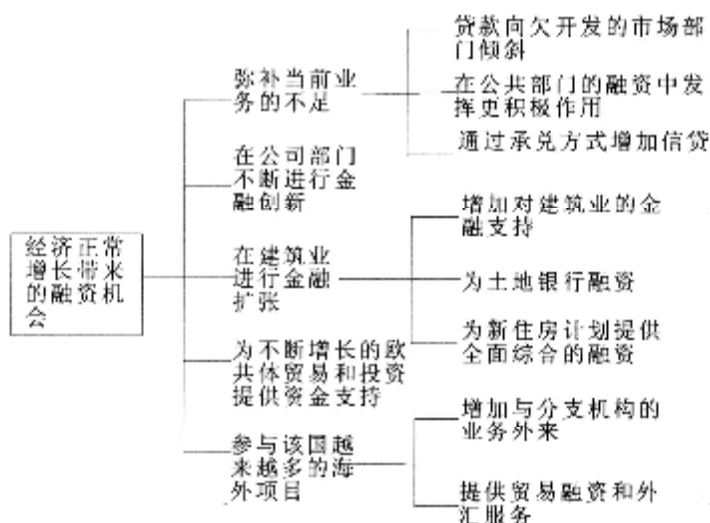 经济正常
增长带来
的融资机
会
弥补当前业
务的不足
贷款向欠开发的市场部
门倾斜
在公共部门的融资中发
挥更积极作用
通过承兑方式增加信贷
在公司部门
不断进行金
融创新
在建筑业
进行金融
扩张
增加对建筑业的金
融支持
为土地银行融资
为新住房计划提供
全面综合的融资
为不断增长的欧
共体贸易和投资
提供资金支持
参与该国越
来越多的海
外项目
增加与分支机构的
业务外来
提供贸易融资和外
汇服务